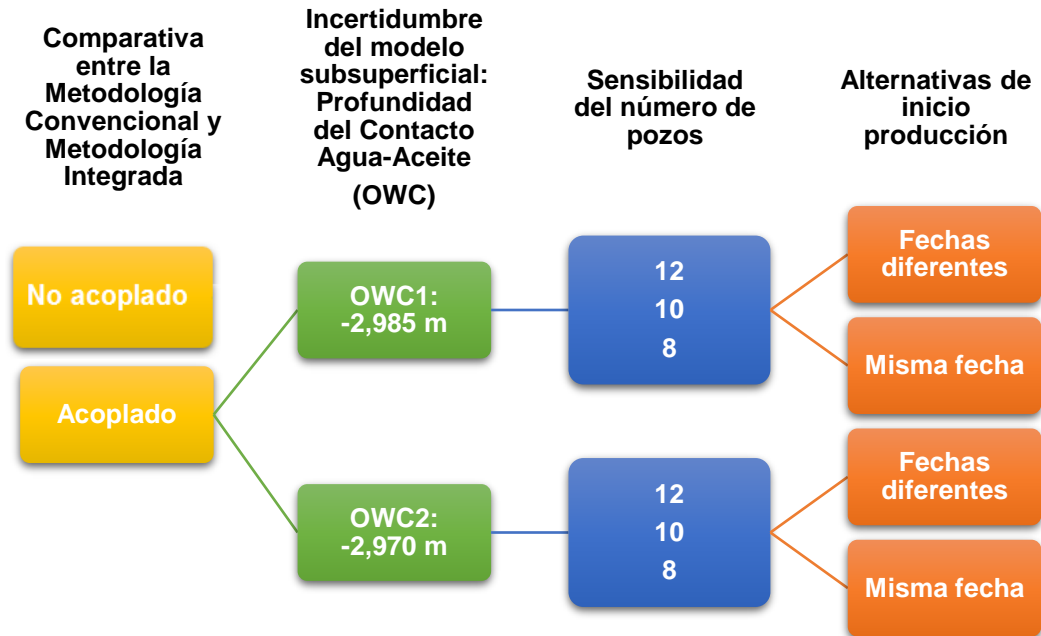 Comparativa
entre la
Metodología
Convencional y
Metodología
Integrada
Incertidumbre
del modelo
subsuperficial:
Profundidad
del Contacto
Agua-Aceite
(OWC)
Sensibilidad
del número de
pozos
Alternativas de
inicio
producción
No acoplado
Acoplado
OWC1:
-2,985 m
12
10
8
Fechas
diferentes
Misma fecha
OWC2:
-2,970 m
12
10
8
Fechas
diferentes
Misma fecha